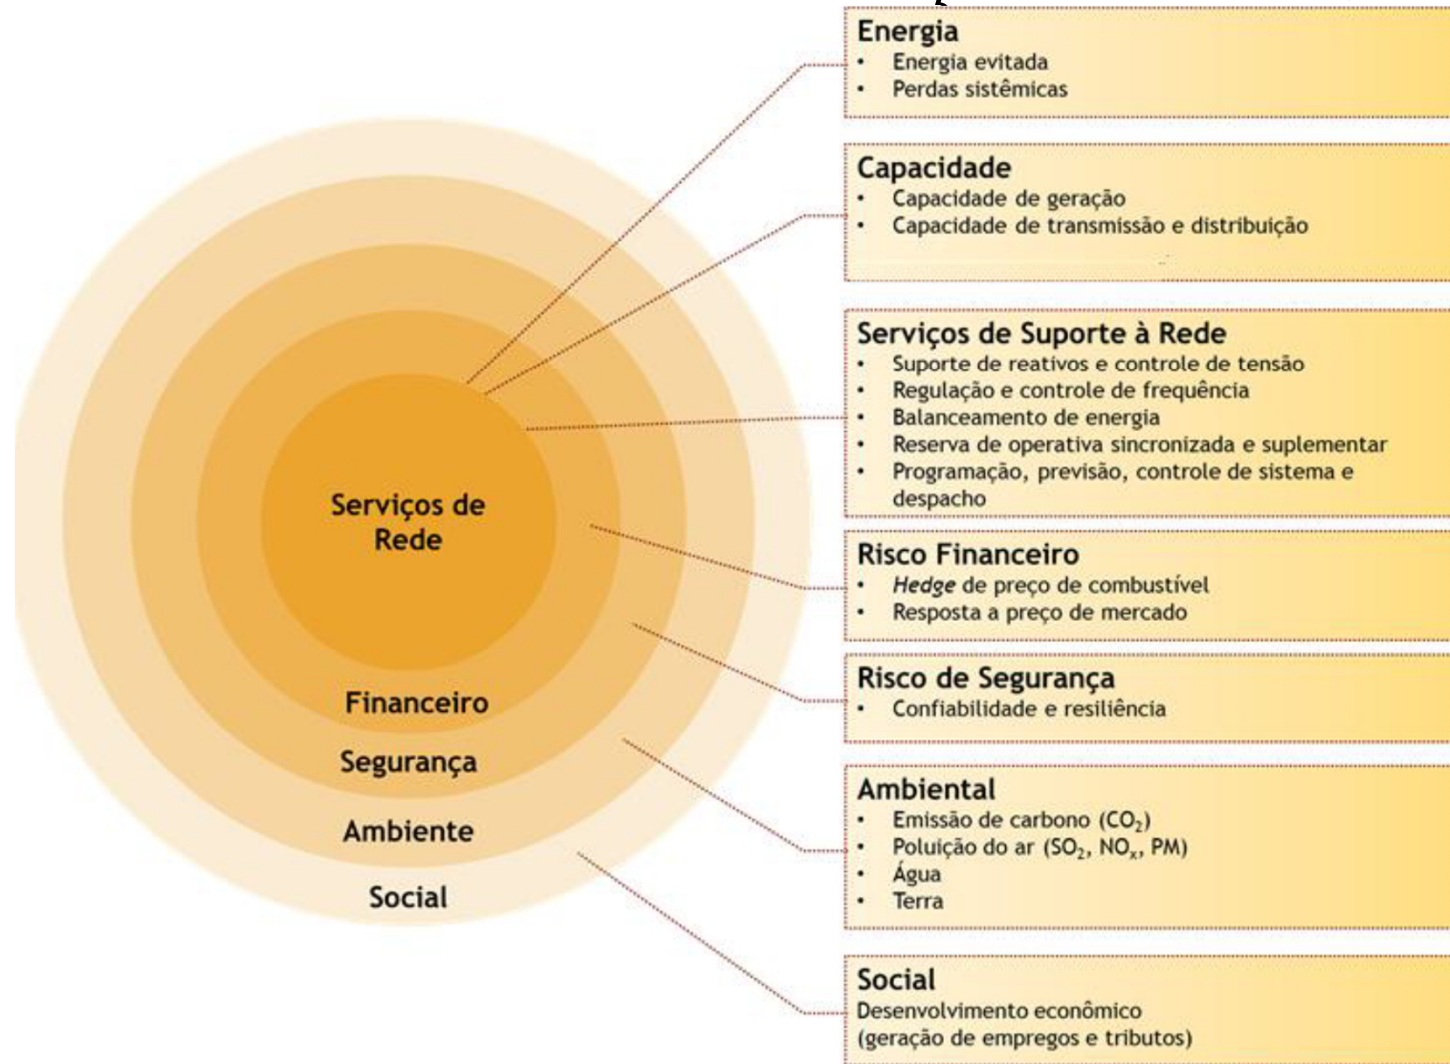 Serviços de
Rede
Financeiro
Segurança
Ambiente
Social
Energia
• Energia evitada
• Perdas sistêmicas
Capacidade
• Capacidade de geração
• Capacidade de transmissão e distribuição
Serviços de Suporte à Rede
• Suporte de reativos e controle de tensão
• Regulação e controle de frequência
• Balanceamento de energia
• Reserva de operativa sincronizada e suplementar
• Programação, previsão, controle de sistema e
despacho
Risco Financeiro
• Hedge de preço de combustível
• Resposta a preço de mercado
Risco de Segurança
• Confiabilidade e resiliência
Ambiental
• Emissão de carbono (CO₂)
• Poluição do ar (SO₂, NOₓ, PM)
• Água
• Terra
Social
Desenvolvimento econômico
(geração de empregos e tributos)